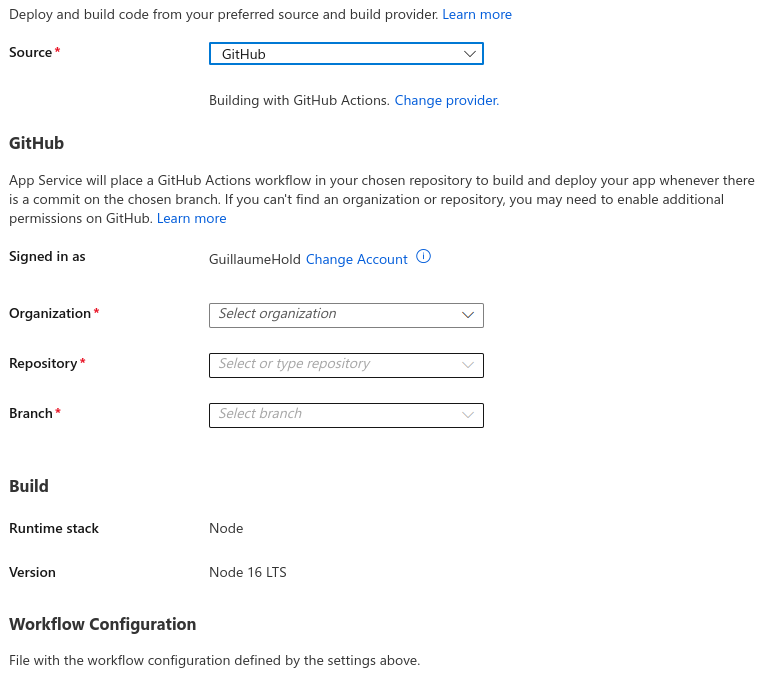 Deploy and build code from your preferred source and build provider. Learn more
Source*
GitHub
Building with GitHub Actions. Change provider.
GitHub
App Service will place a GitHub Actions workflow in your chosen repository to build and deploy your app whenever there
is a commit on the chosen branch. If you can't find an organization or repository, you may need to enable additional
permissions on GitHub. Learn more
Signed in as
GuillaumeHold Change Account
Organization*
Select organization
Repository*
Select or type repository
Branch*
Select branch
Build
Runtime stack
Node
Version
Node 16 LTS
Workflow Configuration
File with the workflow configuration defined by the settings above.